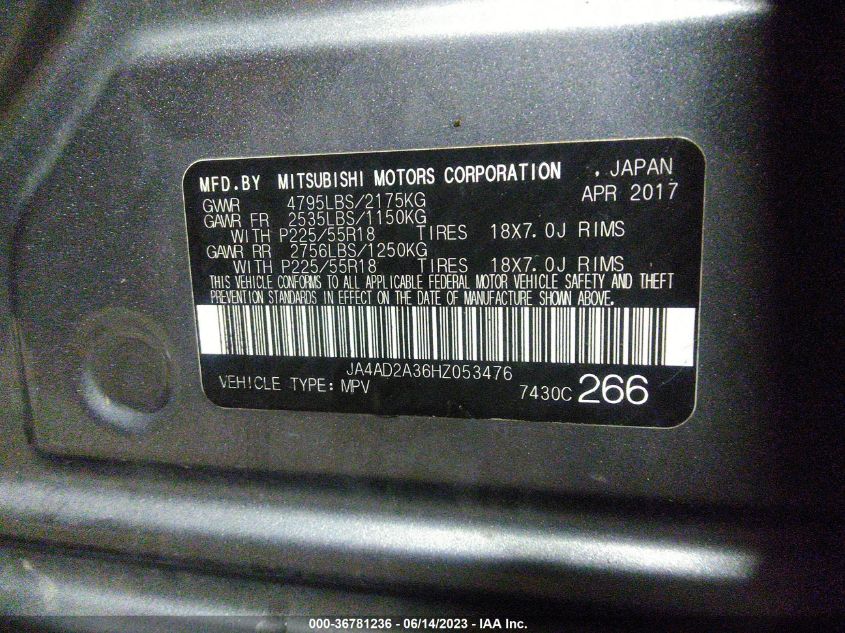 MFD.BY MITSUBISHI MOTORS CORPORATION . JAPAN
GVWR 4795LBS/2175KG APR 2017
GAWR FR 2535LBS/1150KG
WITH P225/55R18 TIRES 18X7.0J RIMS
GAWR RR 2756LBS/1250KG
WITH P225/55R18 TIRES 18X7.0J RIMS
THIS VEHICLE CONFORMS TO ALL APPLICABLE FEDERAL MOTOR VEHICLE SAFETY AND THEFT
PREVENTION STANDARDS IN EFFECT ON THE DATE OF MANUFACTURE SHOWN ABOVE.
JA4AD2A36HZ053476
VEHICLE TYPE: MPV 7430C 266
000-36781236 - 06/14/2023 - IAA Inc.